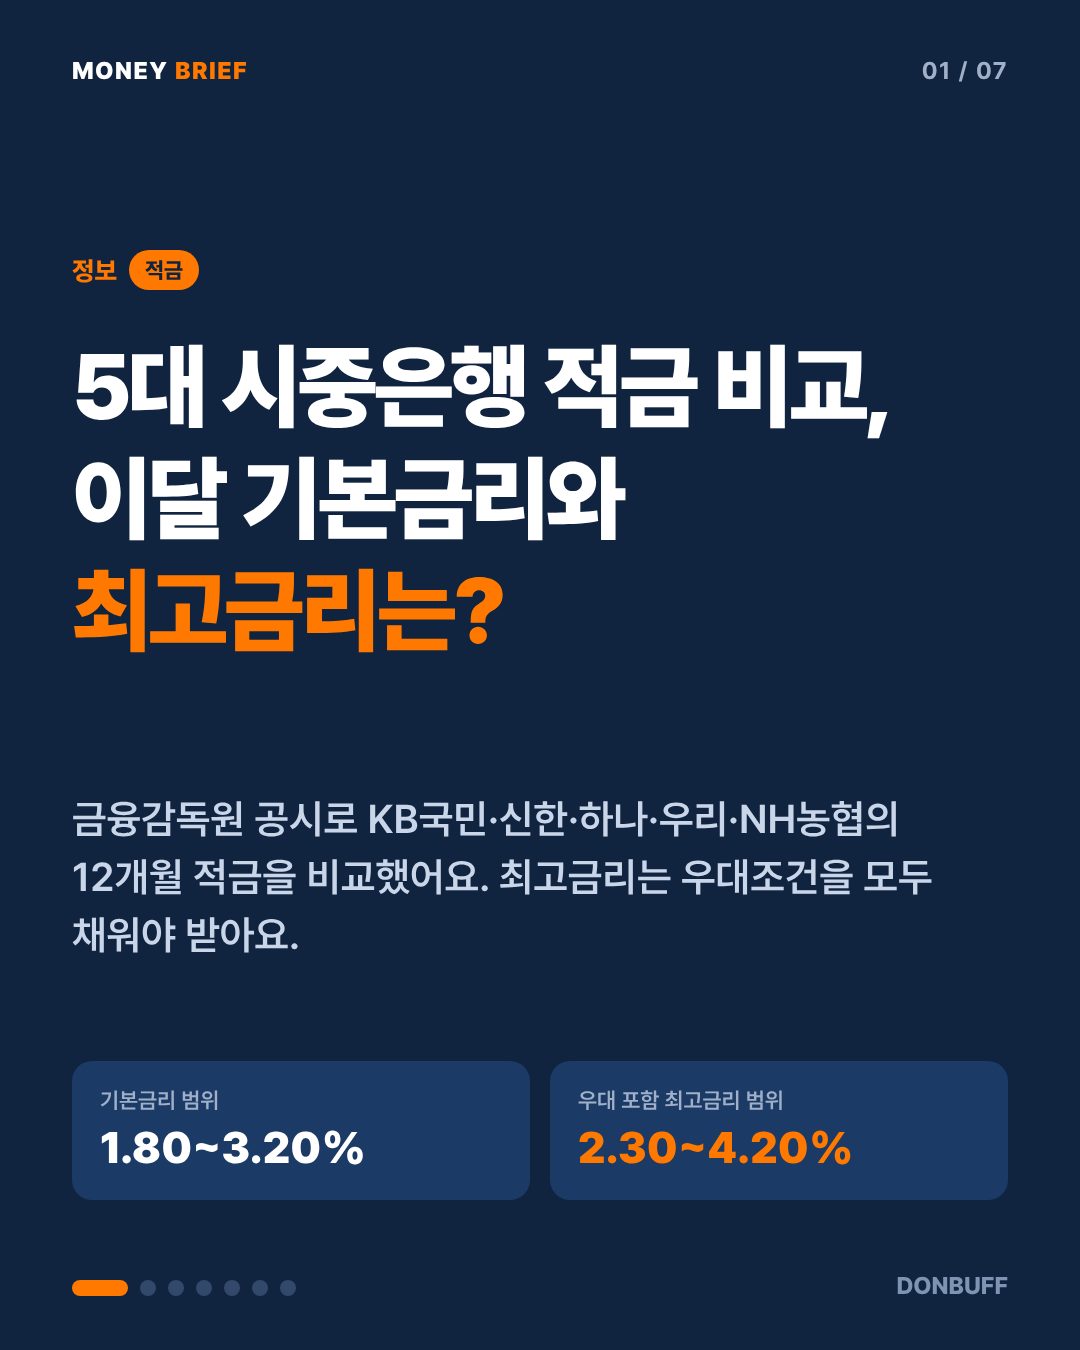 MONEY BRIEF
01 / 07
정보 적금
5대 시중은행 적금 비교,
이달 기본금리와
최고금리는?
금융감독원 공시로 KB국민·신한·하나·우리·NH농협의
12개월 적금을 비교했어요. 최고금리는 우대조건을 모두
채워야 받아요.
기본금리 범위
1.80~3.20%
우대 포함 최고금리 범위
2.30~4.20%
DONBUFF